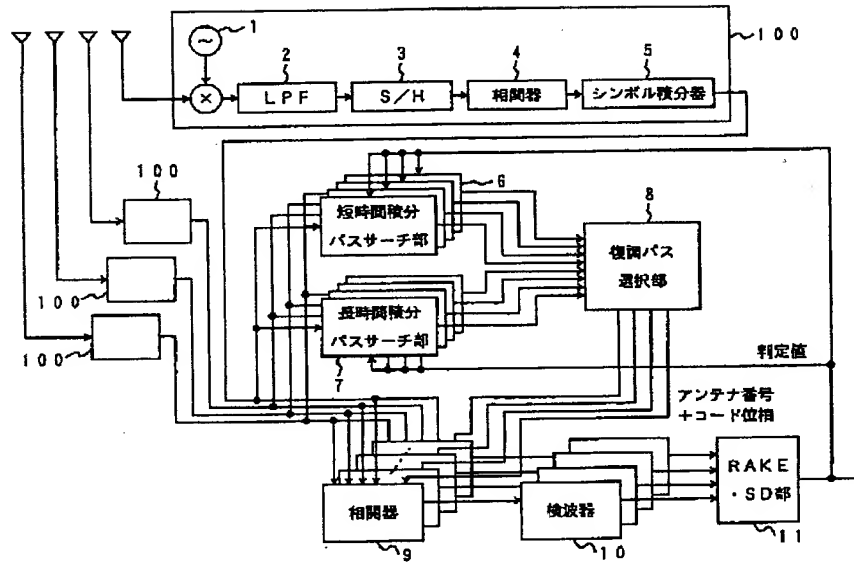 1
100
2
3
4
5
LPF
S/H
相関器
シンボル積分器
100
6
短時間積分
パスサーチ部
8
復調パス
選択部
100
長時間積分
パスサーチ部
100
7
判定値
アンテナ番号
+コード位相
相関器
検波器
RAKE
・SD部
9
10
11